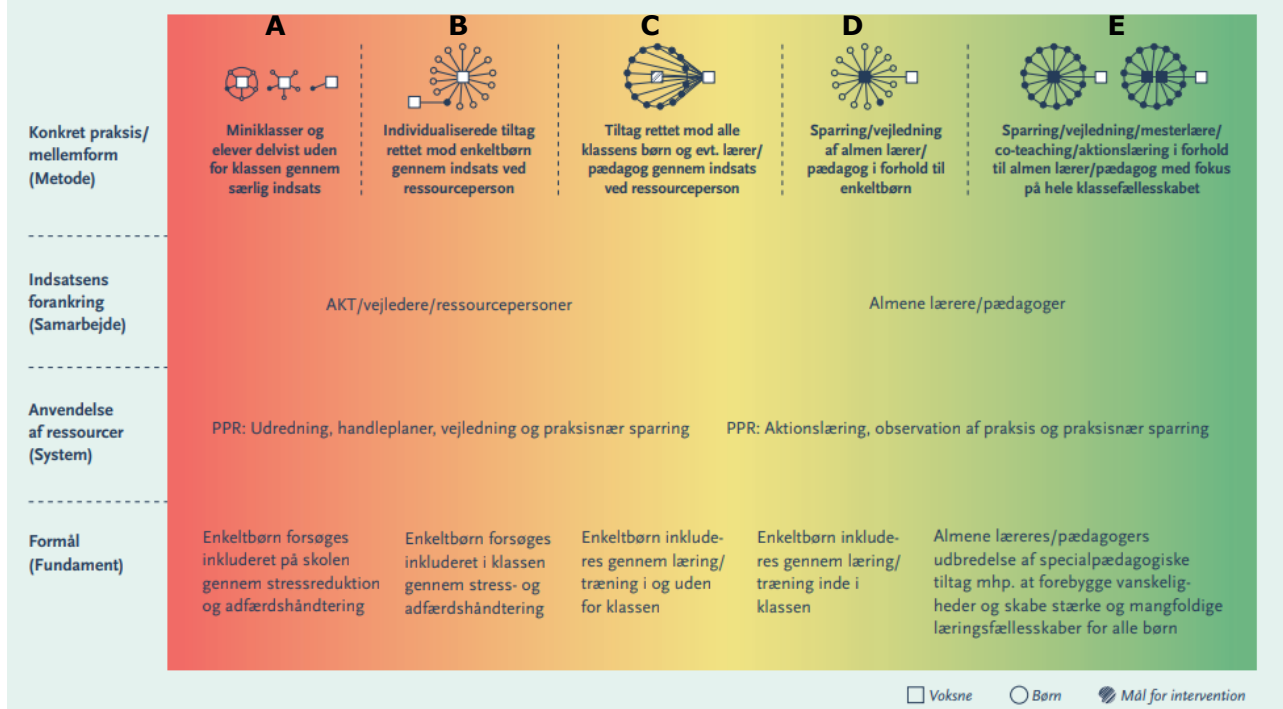 A
B
C
D
E
Konkret praksis/
mellemform
(Metode)
Miniklasser og
elever delvist uden
for klassen gennem
særlig indsats
Individualiserede tiltag
rettet mod enkeltbørn
gennem indsats ved
ressourceperson
Tiltag rettet mod alle
klassens børn og evt. lærer/
pædagog gennem indsats
ved ressourceperson
Sparring/vejledning
af almen lærer/
pædagog i forhold til
enkeltbørn
Sparring/vejledning/mesterlære/
co-teaching/aktionslæring i forhold
til almen lærer/pædagog med fokus
på hele klassefællesskabet
Indsatsens
forankring
(Samarbejde)
AKT/vejledere/ressourcepersoner
Almene lærere/pædagoger
Anvendelse
af ressourcer
(System)
PPR: Udredning, handleplaner, vejledning og praksisnær sparring
PPR: Aktionslæring, observation af praksis og praksisnær sparring
Formål
(Fundament)
Enkeltbørn forsøges
inkluderet på skolen
gennem stressreduktion
og adfærdshåndtering
Enkeltbørn forsøges
inkluderet i klassen
gennem stress- og
adfærdshåndtering
Enkeltbørn inklude-
res gennem læring/
træning i og uden
for klassen
Enkeltbørn inklude-
res gennem læring/
træning inde i
klassen
Almene læreres/pædagogers
udbredelse af specialpædagogiske
tiltag mhp. at forebygge vanskelig-
heder og skabe stærke og mangfoldige
læringsfællesskaber for alle børn
Voksne
Børn
Mål for intervention